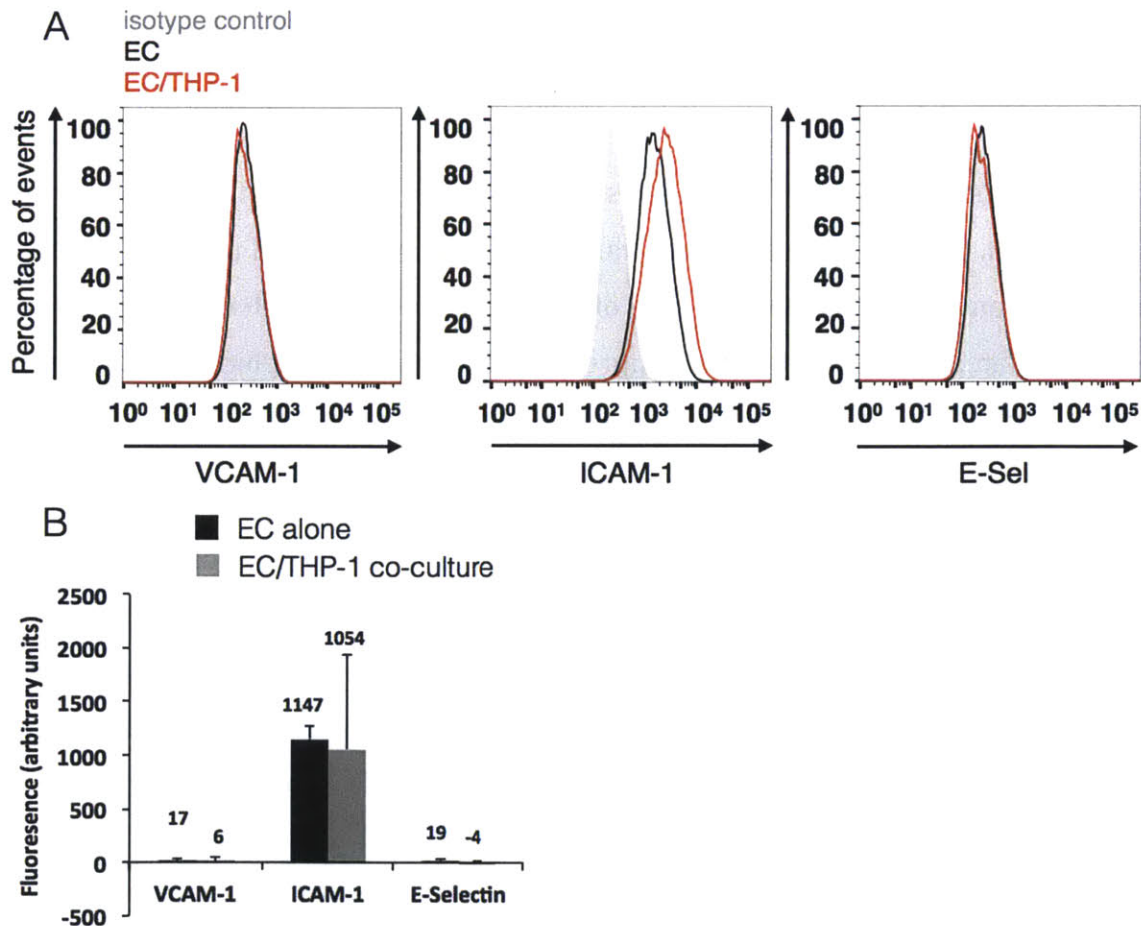 A
isotype control
EC
EC/THP-1
Percentage of events
100
80
60
40
20
0
10⁰ 10¹ 10² 10³ 10⁴ 10⁵
VCAM-1
100
80
60
40
20
0
10⁰ 10¹ 10² 10³ 10⁴ 10⁵
ICAM-1
100
80
60
40
20
0
10⁰ 10¹ 10² 10³ 10⁴ 10⁵
E-Sel
B
EC alone
EC/THP-1 co-culture
Fluoresence (arbitrary units)
2500
2000
1500
1000
500
0
-500
17
6
1147
1054
19
-4
VCAM-1 ICAM-1 E-Selectin